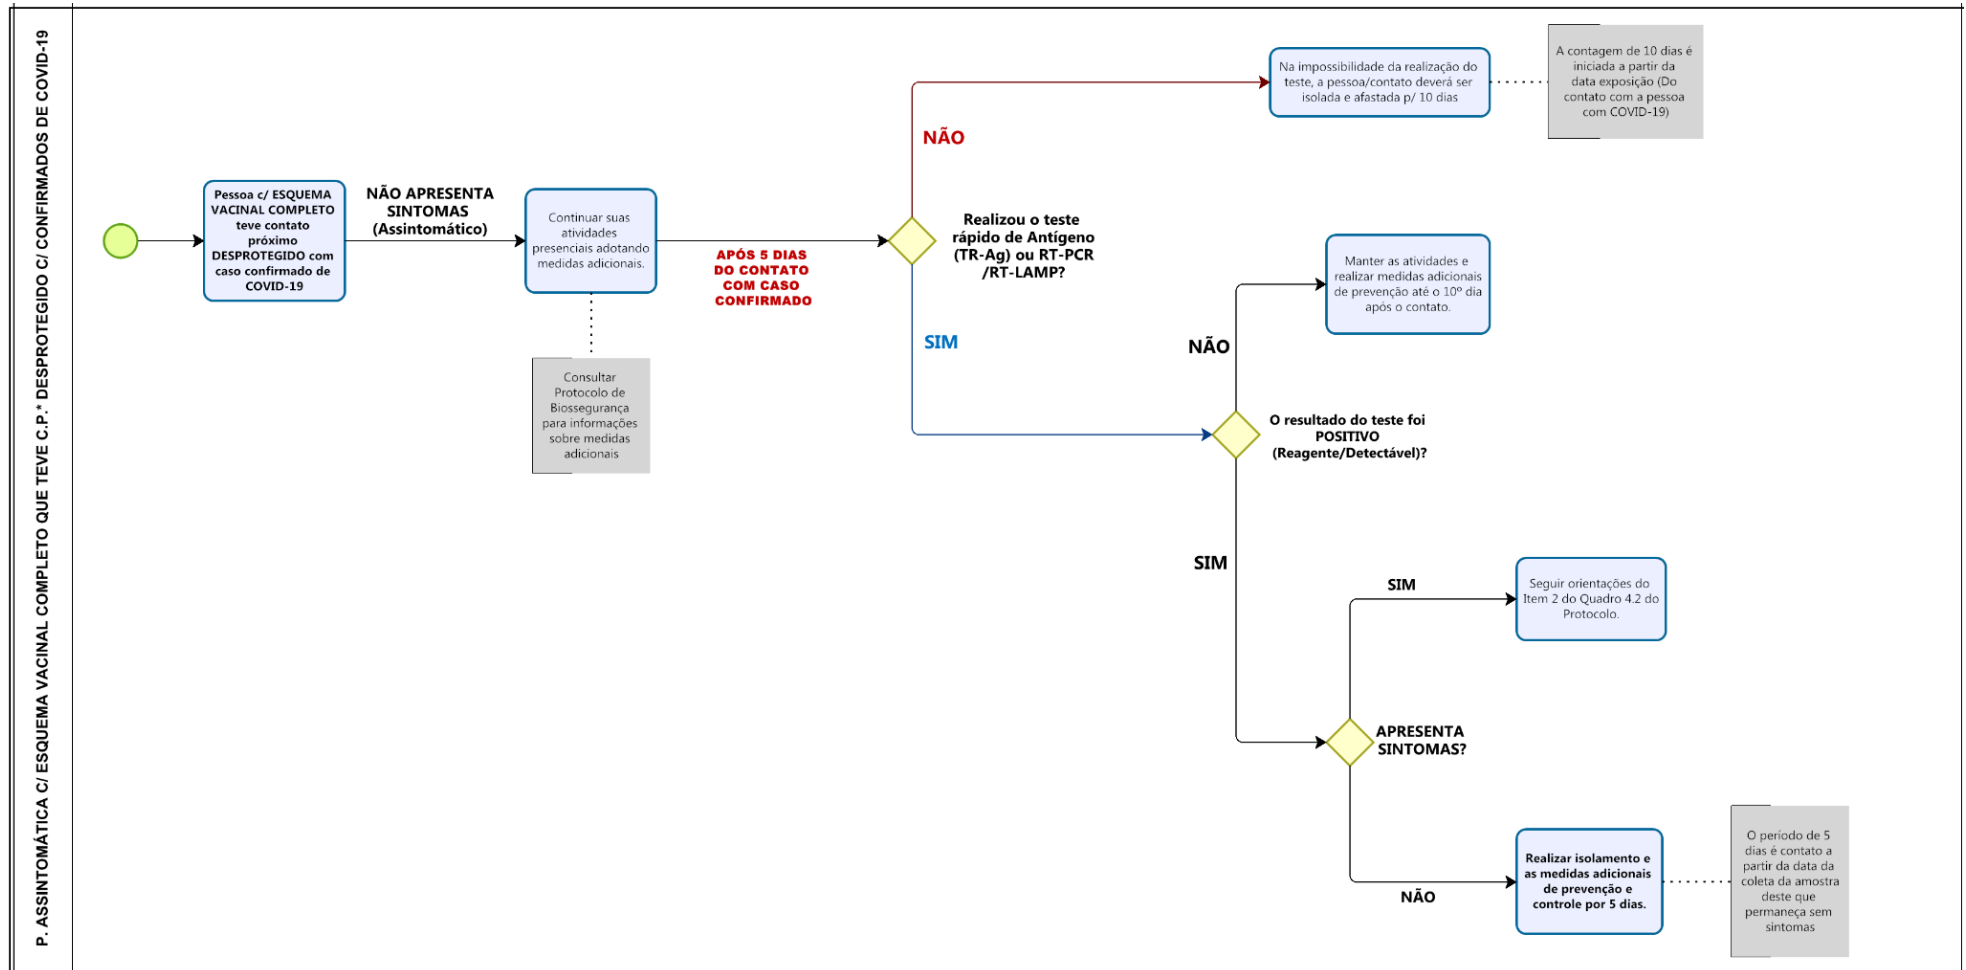 P. ASSINTOMÁTICA C/ ESQUEMA VACINAL COMPLETO QUE TEVE C.P.* DESPROTEGIDO C/ CONFIRMADOS DE COVID-19
Pessoa c/ ESQUEMA
VACINAL COMPLETO
teve contato
próximo
DESPROTEGIDO com
caso confirmado de
COVID-19
NÃO APRESENTA
SINTOMAS
(Assintomático)
Continuar suas
atividades
presenciais adotando
medidas adicionais.
Consultar
Protocolo de
Biossegurança
para informações
sobre medidas
adicionais
APÓS 5 DIAS
DO CONTATO
COM CASO
CONFIRMADO
Realizou o teste
rápido de Antígeno
(TR-Ag) ou RT-PCR
/RT-LAMP?
NÃO
Na impossibilidade da realização do
teste, a pessoa/contato deverá ser
isolada e afastada p/ 10 dias
A contagem de 10 dias é
iniciada a partir da
data exposição (Do
contato com a pessoa
com COVID-19)
SIM
O resultado do teste foi
POSITIVO
(Reagente/Detectável)?
NÃO
Manter as atividades e
realizar medidas adicionais
de prevenção até o 10º dia
após o contato.
SIM
APRESENTA
SINTOMAS?
SIM
Seguir orientações do
Item 2 do Quadro 4.2 do
Protocolo.
NÃO
Realizar isolamento e
as medidas adicionais
de prevenção e
controle por 5 dias.
O período de 5
dias é contato a
partir da data da
coleta da amostra
deste que
permaneça sem
sintomas